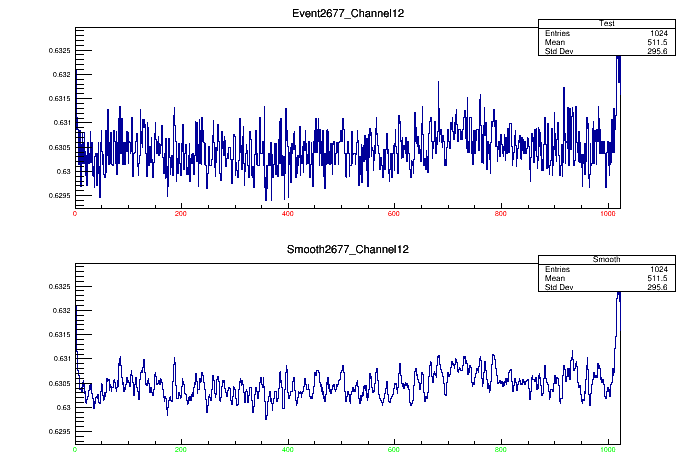 Event2677_Channel12
Test
Entries 1024
Mean 511.5
Std Dev 295.6
0.6325
0.632
0.6315
0.631
0.6305
0.63
0.6295
0 200 400 600 800 1000
Smooth2677_Channel12
Smooth
Entries 1024
Mean 511.5
Std Dev 295.6
0.6325
0.632
0.6315
0.631
0.6305
0.63
0.6295
0 200 400 600 800 1000